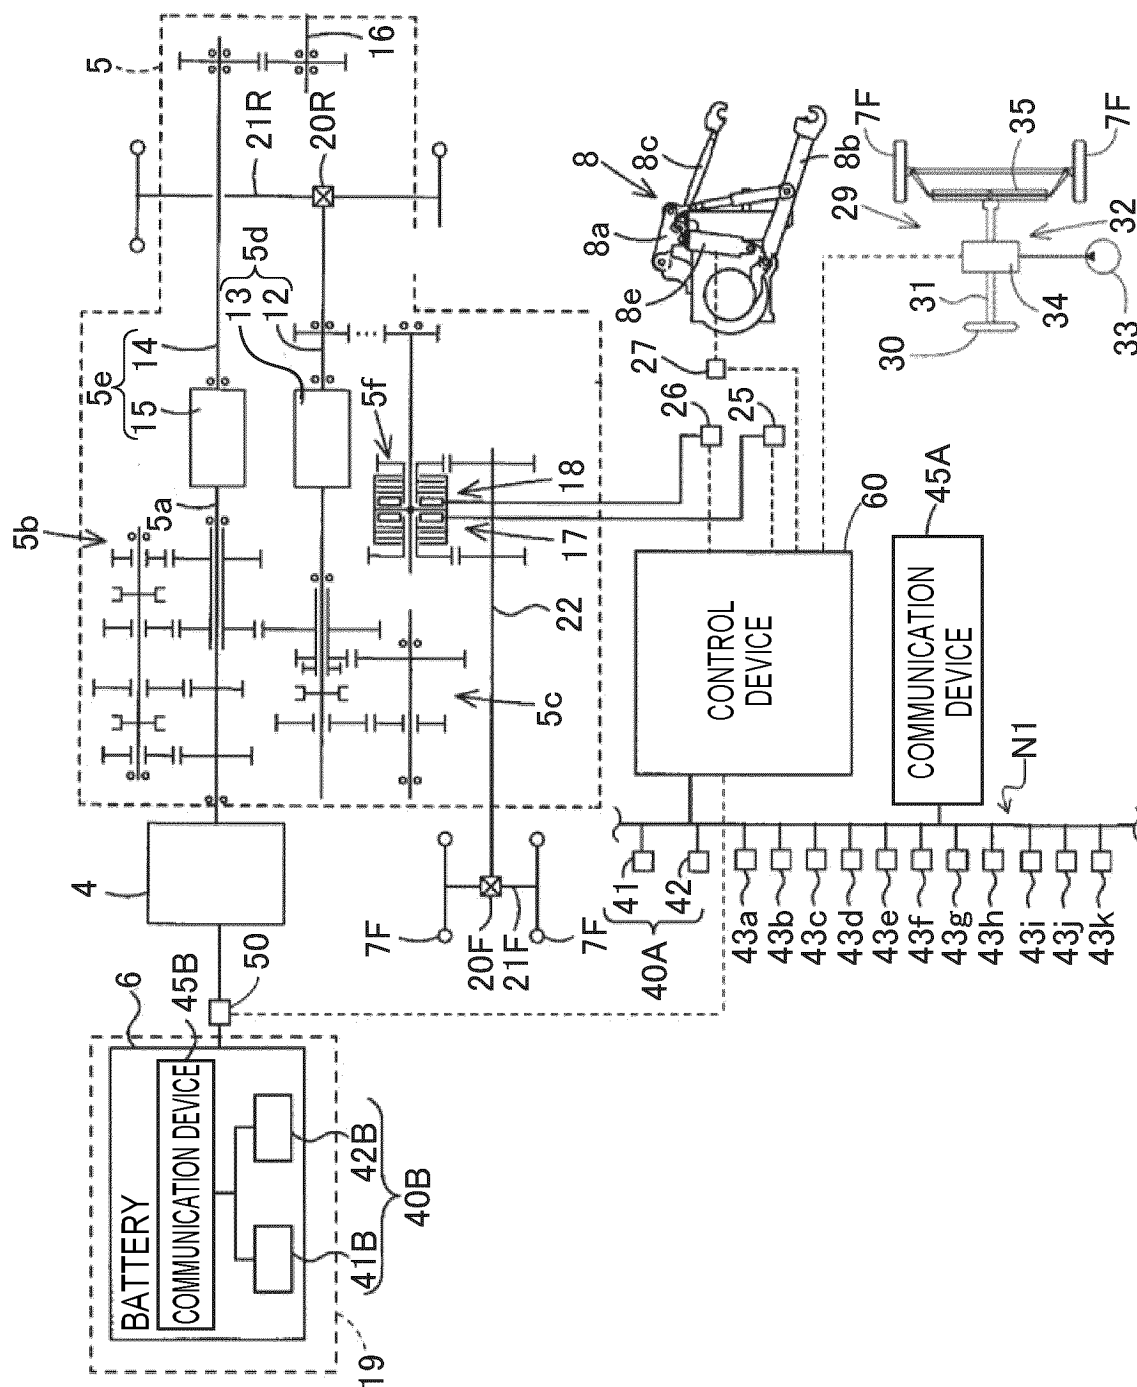 BATTERY
COMMUNICATION DEVICE
6
45B
41B
42B
40B
19
50
4
5
5a
5b
5c
5d
5e
5f
12
13
14
15
16
17
18
20R
21R
20F
21F
22
7F
7F
25
26
27
8
8a
8b
8c
8e
29
30
31
32
33
34
35
7F
7F
CONTROL
DEVICE
60
COMMUNICATION
DEVICE
45A
N1
41
42
40A
43a
43b
43c
43d
43e
43f
43g
43h
43i
43j
43k